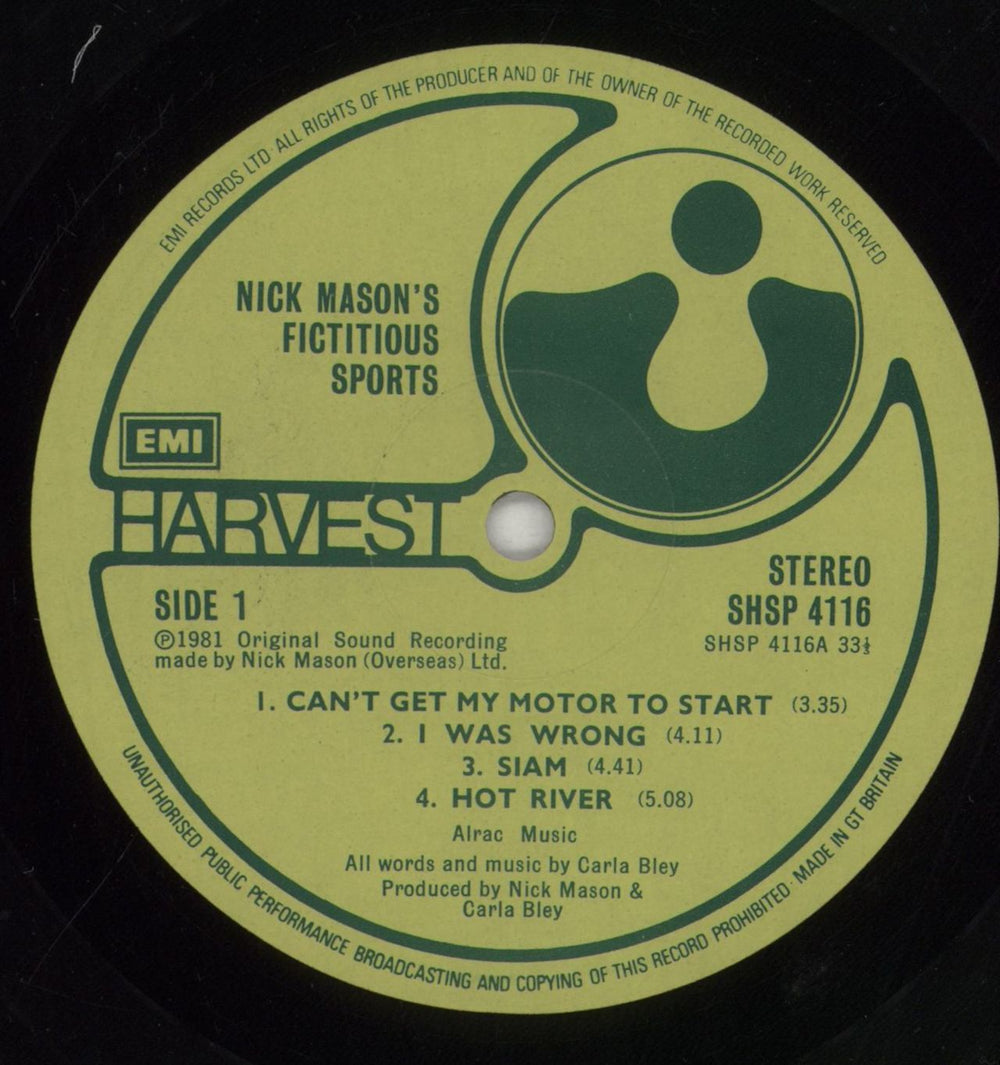 EMI RECORDS LTD· ALL RIGHTS OF THE PRODUCER AND OF THE OWNER OF THE RECORDED WORK RESERVED
NICK MASON'S
FICTITIOUS
SPORTS
EMI
HARVEST
STEREO
SHSP 4116
SHSP 4116A 33⅓
SIDE 1
℗1981 Original Sound Recording
made by Nick Mason (Overseas) Ltd.
1. CAN'T GET MY MOTOR TO START (3.35)
2. I WAS WRONG (4.11)
3. SIAM (4.41)
4. HOT RIVER (5.08)
Alrac Music
All words and music by Carla Bley
Produced by Nick Mason &
Carla Bley
UNAUTHORISED PUBLIC PERFORMANCE BROADCASTING AND COPYING OF THIS RECORD PROHIBITED· MADE IN GT BRITAIN